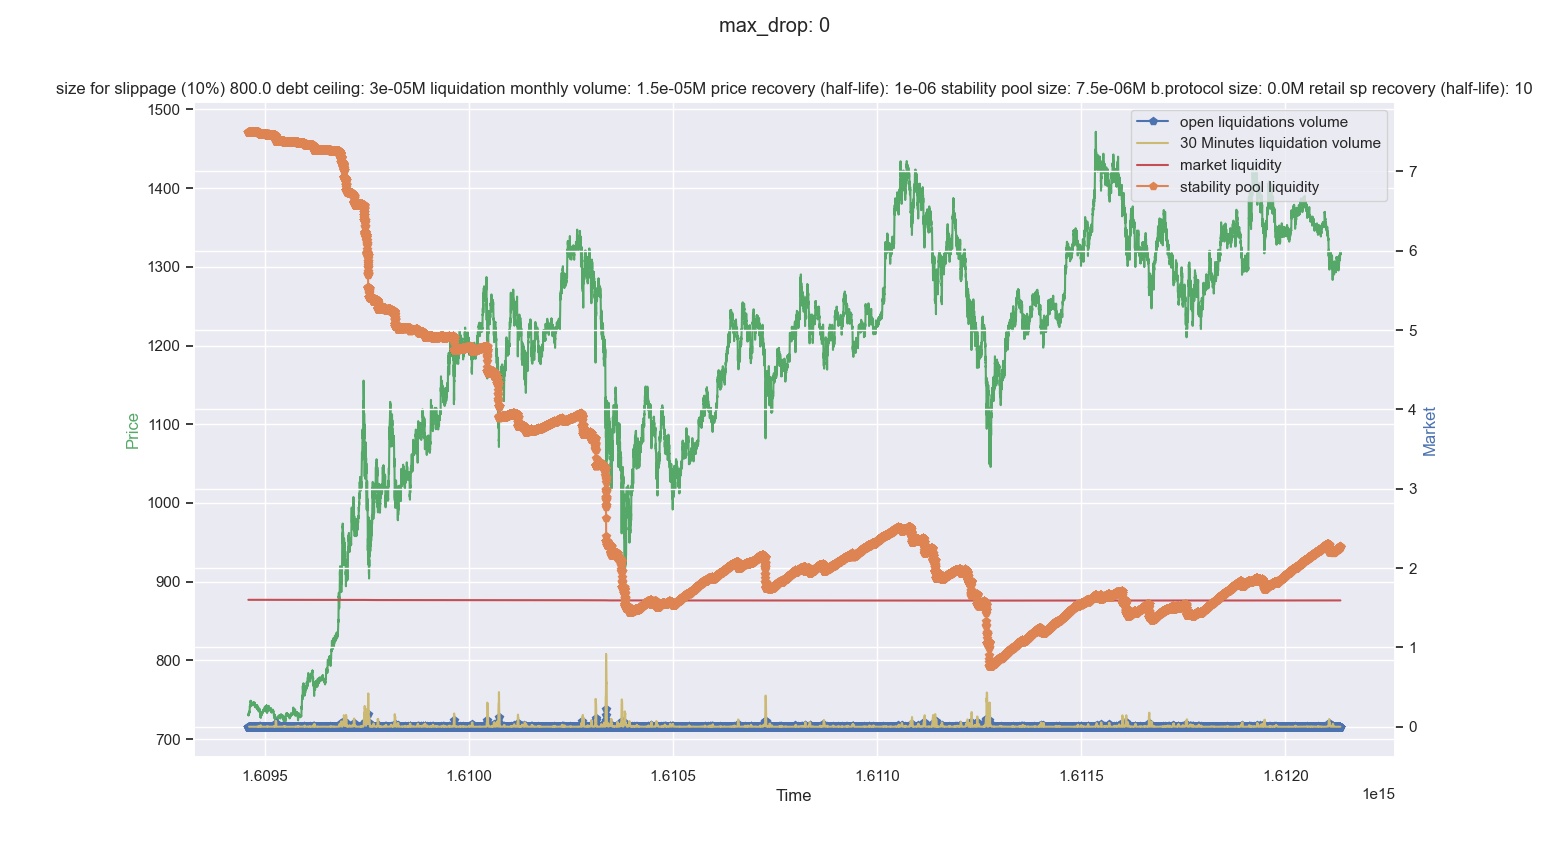 max_drop: 0
size for slippage (10%) 800.0 debt ceiling: 3e-05M liquidation monthly volume: 1.5e-05M price recovery (half-life): 1e-06 stability pool size: 7.5e-06M b.protocol size: 0.0M retail sp recovery (half-life): 10
open liquidations volume
30 Minutes liquidation volume
market liquidity
stability pool liquidity
1500
1400
1300
1200
1100
1000
900
800
700
Price
7
6
5
4
3
2
1
0
Market
1.6095 1.6100 1.6105 1.6110 1.6115 1.6120
Time
1e15